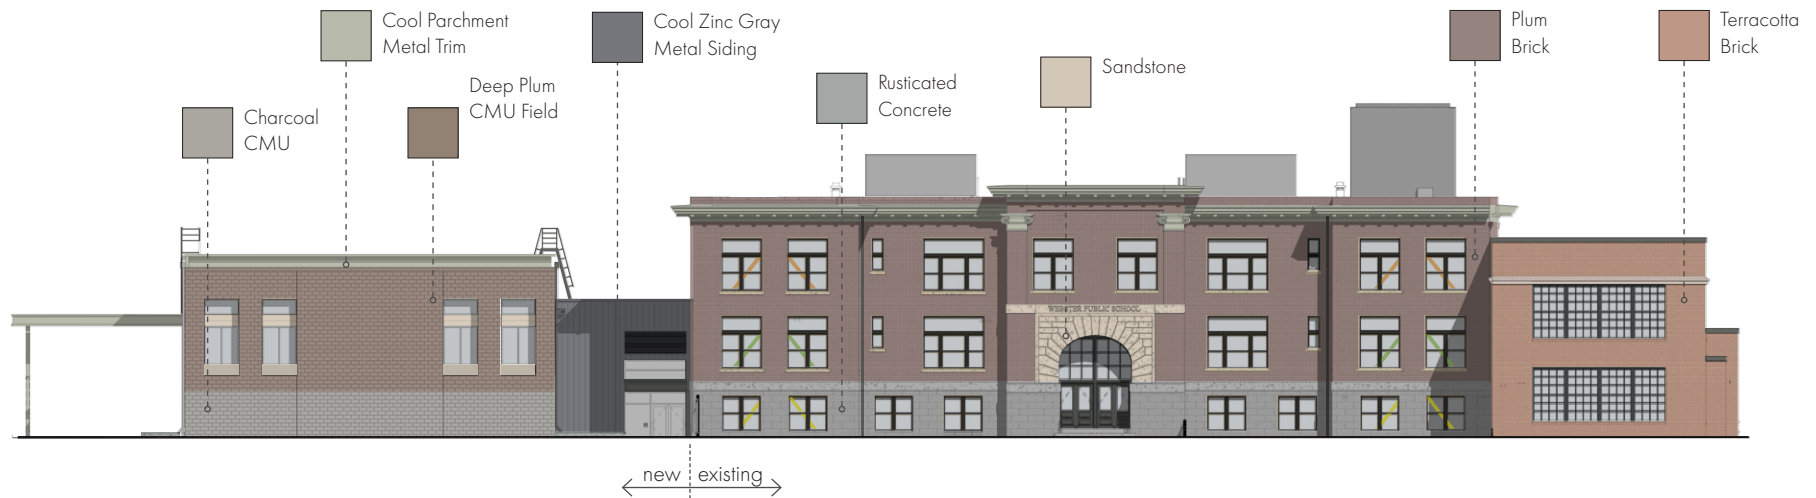 Cool Parchment
Metal Trim
Cool Zinc Gray
Metal Siding
Plum
Brick
Terracotta
Brick
Charcoal
CMU
Deep Plum
CMU Field
Rusticated
Concrete
Sandstone
WEBSTER PUBLIC SCHOOL
new
existing